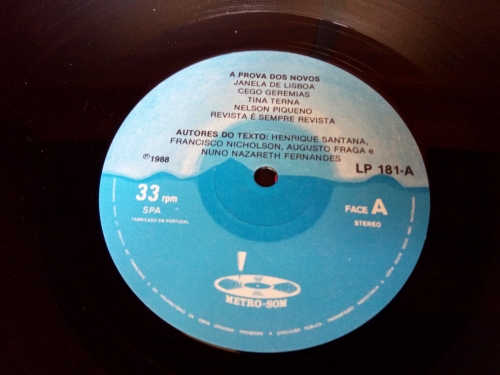 A PROVA DOS NOVOS
JANELA DE LISBOA
CEGO GEREMIAS
TINA TERNA
NELSON PIQUENO
REVISTA É SEMPRE REVISTA
AUTORES DO TEXTO: HENRIQUE SANTANA,
FRANCISCO NICHOLSON, AUGUSTO FRAGA e
NUNO NAZARETH FERNANDES
℗1988
LP 181-A
33 rpm
SPA
FABRICADO EM PORTUGAL
FACE A
STEREO
METRO-SOM